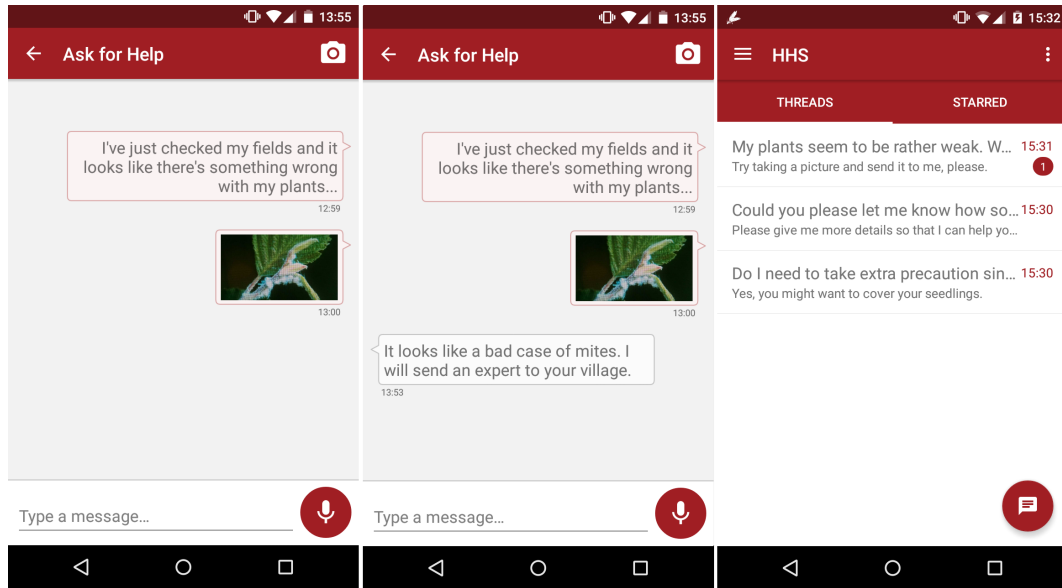 13:55
Ask for Help
I've just checked my fields and it
looks like there's something wrong
with my plants...
12:59
13:00
Type a message...
13:55
Ask for Help
I've just checked my fields and it
looks like there's something wrong
with my plants...
12:59
13:00
It looks like a bad case of mites. I
will send an expert to your village.
13:53
Type a message...
15:32
HHS
THREADS STARRED
My plants seem to be rather weak. W... 15:31
Try taking a picture and send it to me, please. 1
Could you please let me know how so... 15:30
Please give me more details so that I can help yo...
Do I need to take extra precaution sin... 15:30
Yes, you might want to cover your seedlings.